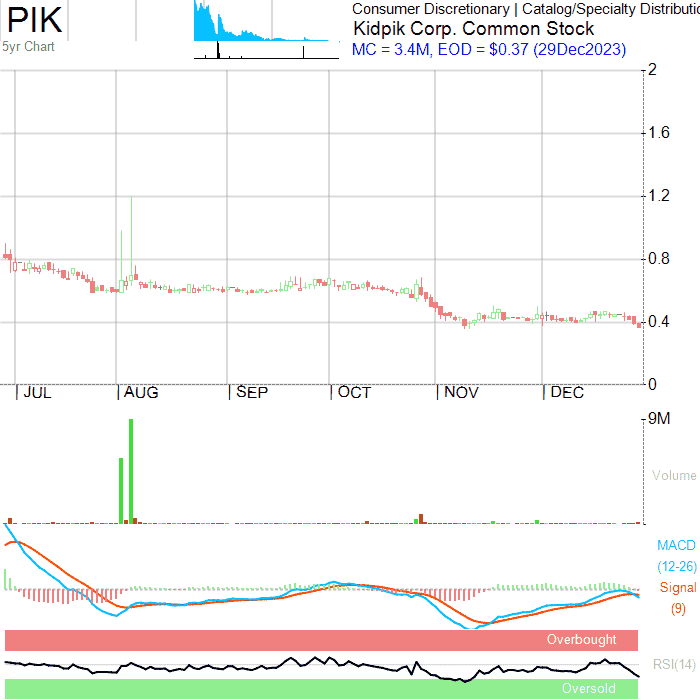 PIK
5yr Chart
Consumer Discretionary | Catalog/Specialty Distributio
Kidpik Corp. Common Stock
MC = 3.4M, EOD = $0.37 (29Dec2023)
2
1.6
1.2
0.8
0.4
0
JUL AUG SEP OCT NOV DEC
9M
Volume
MACD
(12-26)
Signal
(9)
Overbought
RSI(14)
Oversold